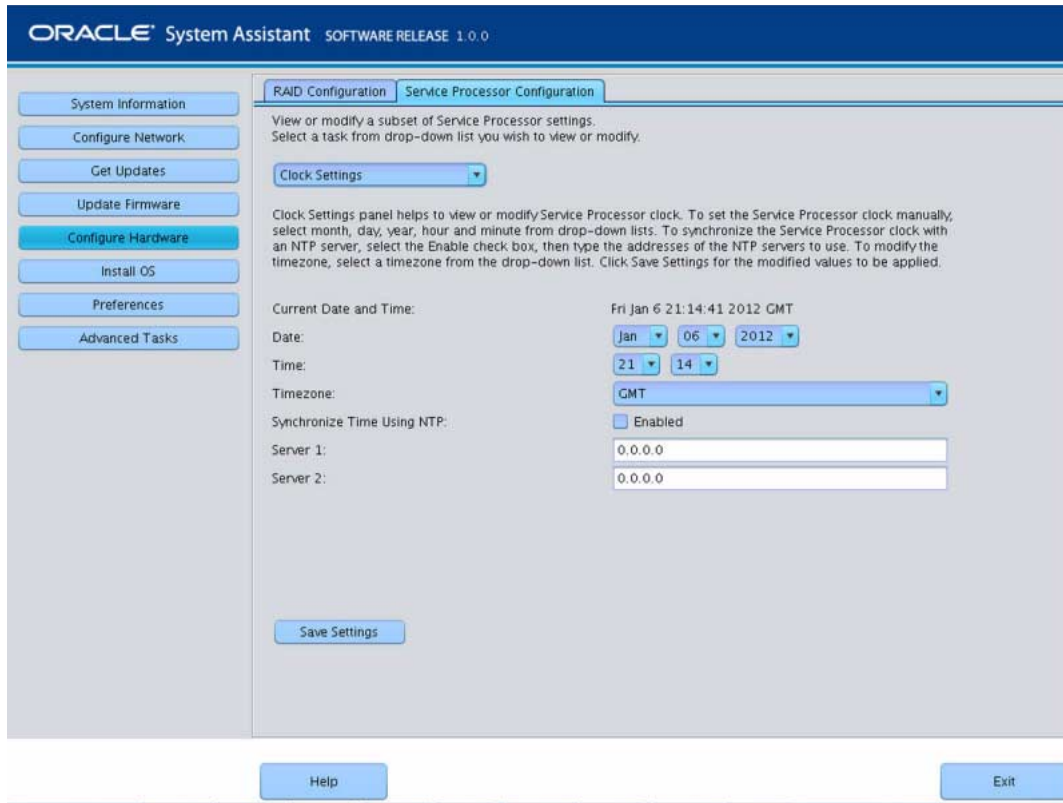 ORACLE System Assistant SOFTWARE RELEASE 1.0.0
System Information
Configure Network
Get Updates
Update Firmware
Configure Hardware
Install OS
Preferences
Advanced Tasks
RAID Configuration
Service Processor Configuration
View or modify a subset of Service Processor settings.
Select a task from drop-down list you wish to view or modify.
Clock Settings
Clock Settings panel helps to view or modify Service Processor clock. To set the Service Processor clock manually,
select month, day, year, hour and minute from drop-down lists. To synchronize the Service Processor clock with
an NTP server, select the Enable check box, then type the addresses of the NTP servers to use. To modify the
timezone, select a timezone from the drop-down list. Click Save Settings for the modified values to be applied.
Current Date and Time: Fri Jan 6 21:14:41 2012 GMT
Date: Jan 06 2012
Time: 21 14
Timezone: GMT
Synchronize Time Using NTP: Enabled
Server 1: 0.0.0.0
Server 2: 0.0.0.0
Save Settings
Help
Exit